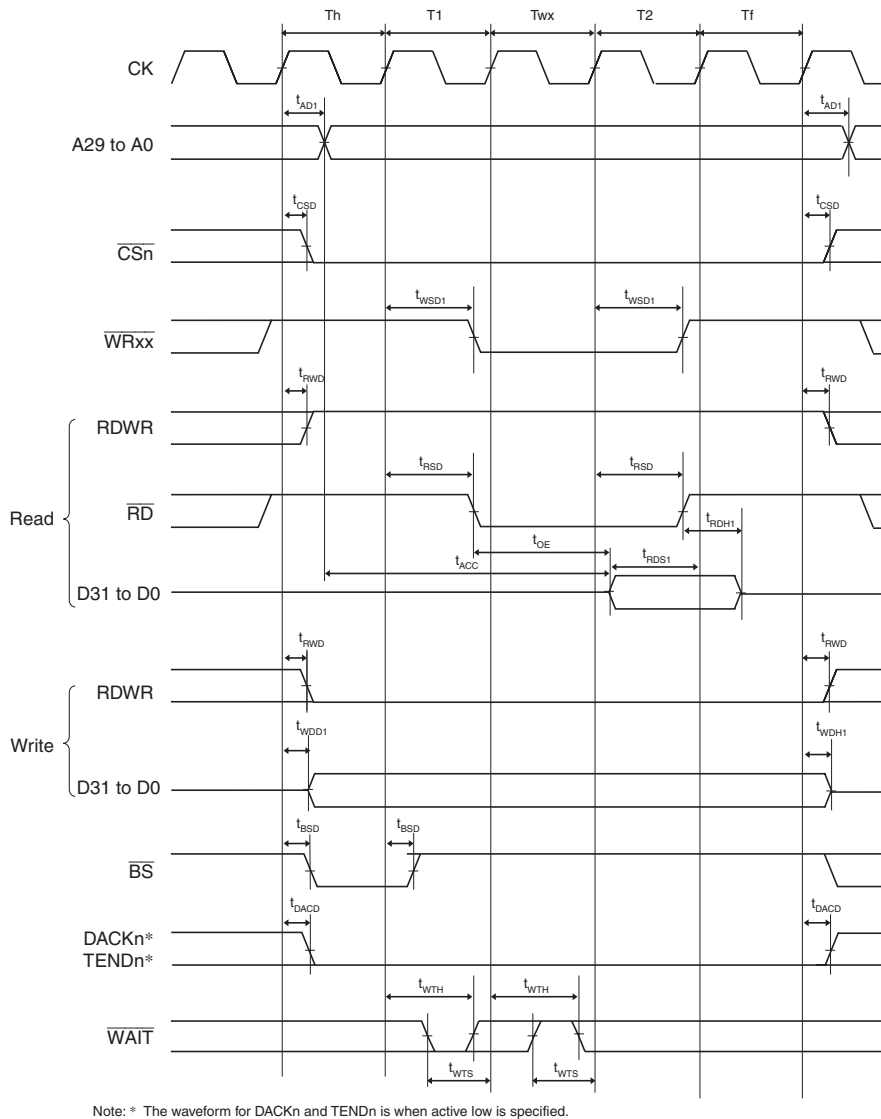 Th T1 Twx T2 Tf
CK
tAD1 tAD1
A29 to A0
tCSD tCSD
CSn
tWSD1 tWSD1
WRxx
tRWD tRWD
RDWR
tRSD tRSD
Read
RD
tRDH1
tOE
tACC tRDS1
D31 to D0
tRWD tRWD
RDWR
tWDD1 tWDH1
Write
D31 to D0
tBSD tBSD
BS
tDACD tDACD
DACKn*
TENDn*
tWTH tWTH
WAIT
tWTS tWTS
Note: * The waveform for DACKn and TENDn is when active low is specified.